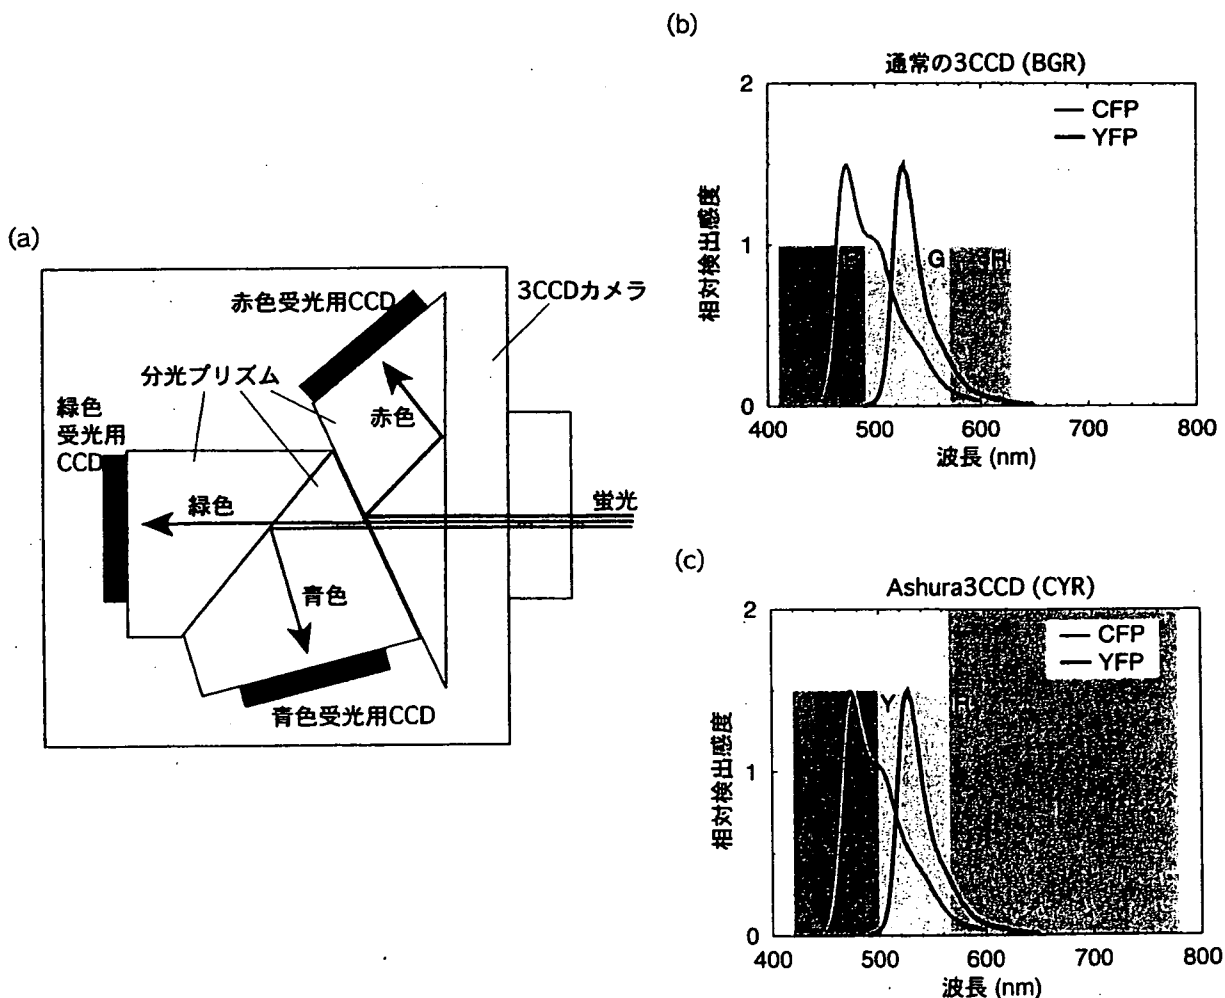 (a)
赤色受光用CCD
3CCDカメラ
分光プリズム
赤色
緑色
受光用
CCD
緑色
蛍光
青色
青色受光用CCD
(b)
通常の3CCD (BGR)
2
CFP
YFP
相対検出感度
1
G
R
0
400
500
600
700
800
波長 (nm)
(c)
Ashura3CCD (CYR)
2
CFP
YFP
Y
相対検出感度
1
0
400
500
600
700
800
波長 (nm)